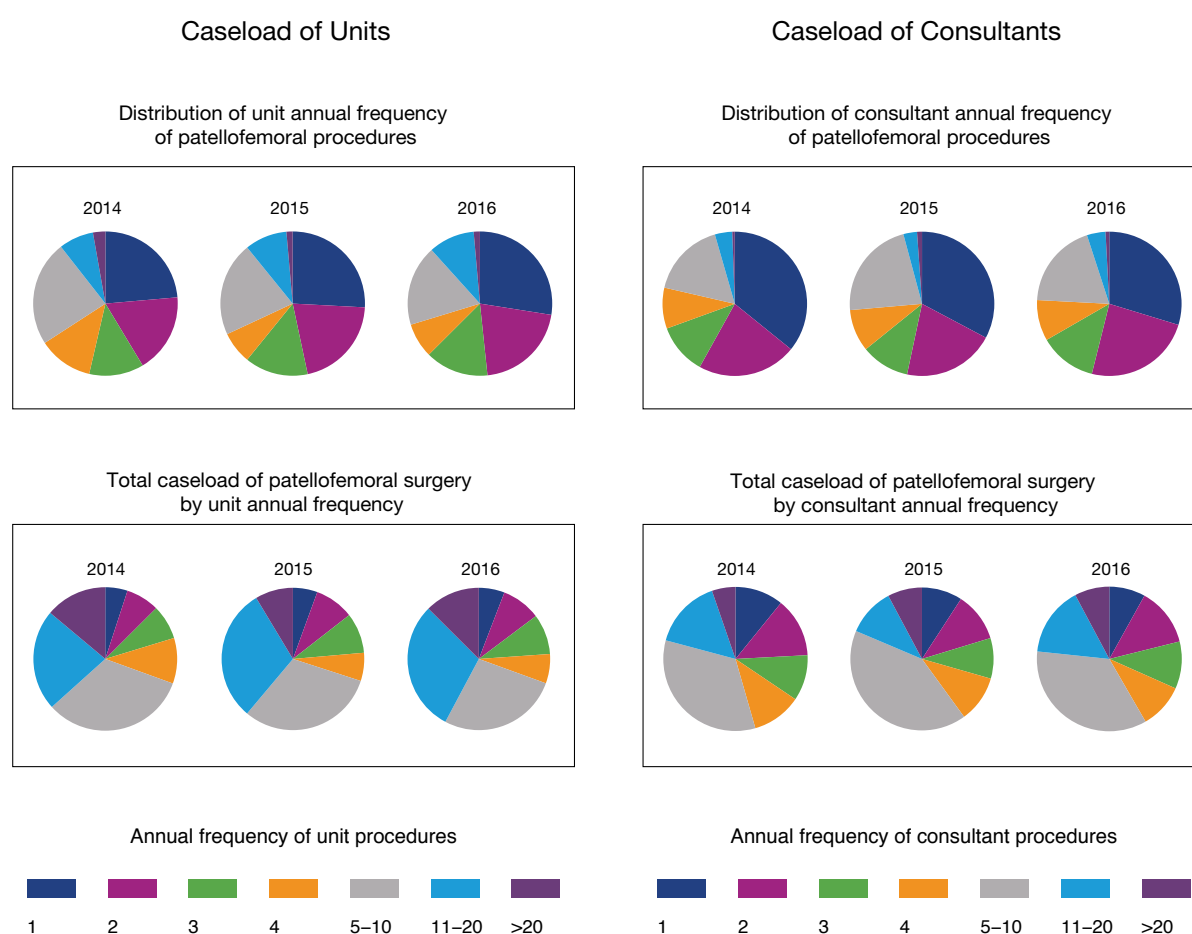 Caseload of Units
Distribution of unit annual frequency
of patellofemoral procedures
2014
2015
2016
Total caseload of patellofemoral surgery
by unit annual frequency
2014
2015
2016
Annual frequency of unit procedures
1
2
3
4
5–10
11–20
>20
Caseload of Consultants
Distribution of consultant annual frequency
of patellofemoral procedures
2014
2015
2016
Total caseload of patellofemoral surgery
by consultant annual frequency
2014
2015
2016
Annual frequency of consultant procedures
1
2
3
4
5–10
11–20
>20